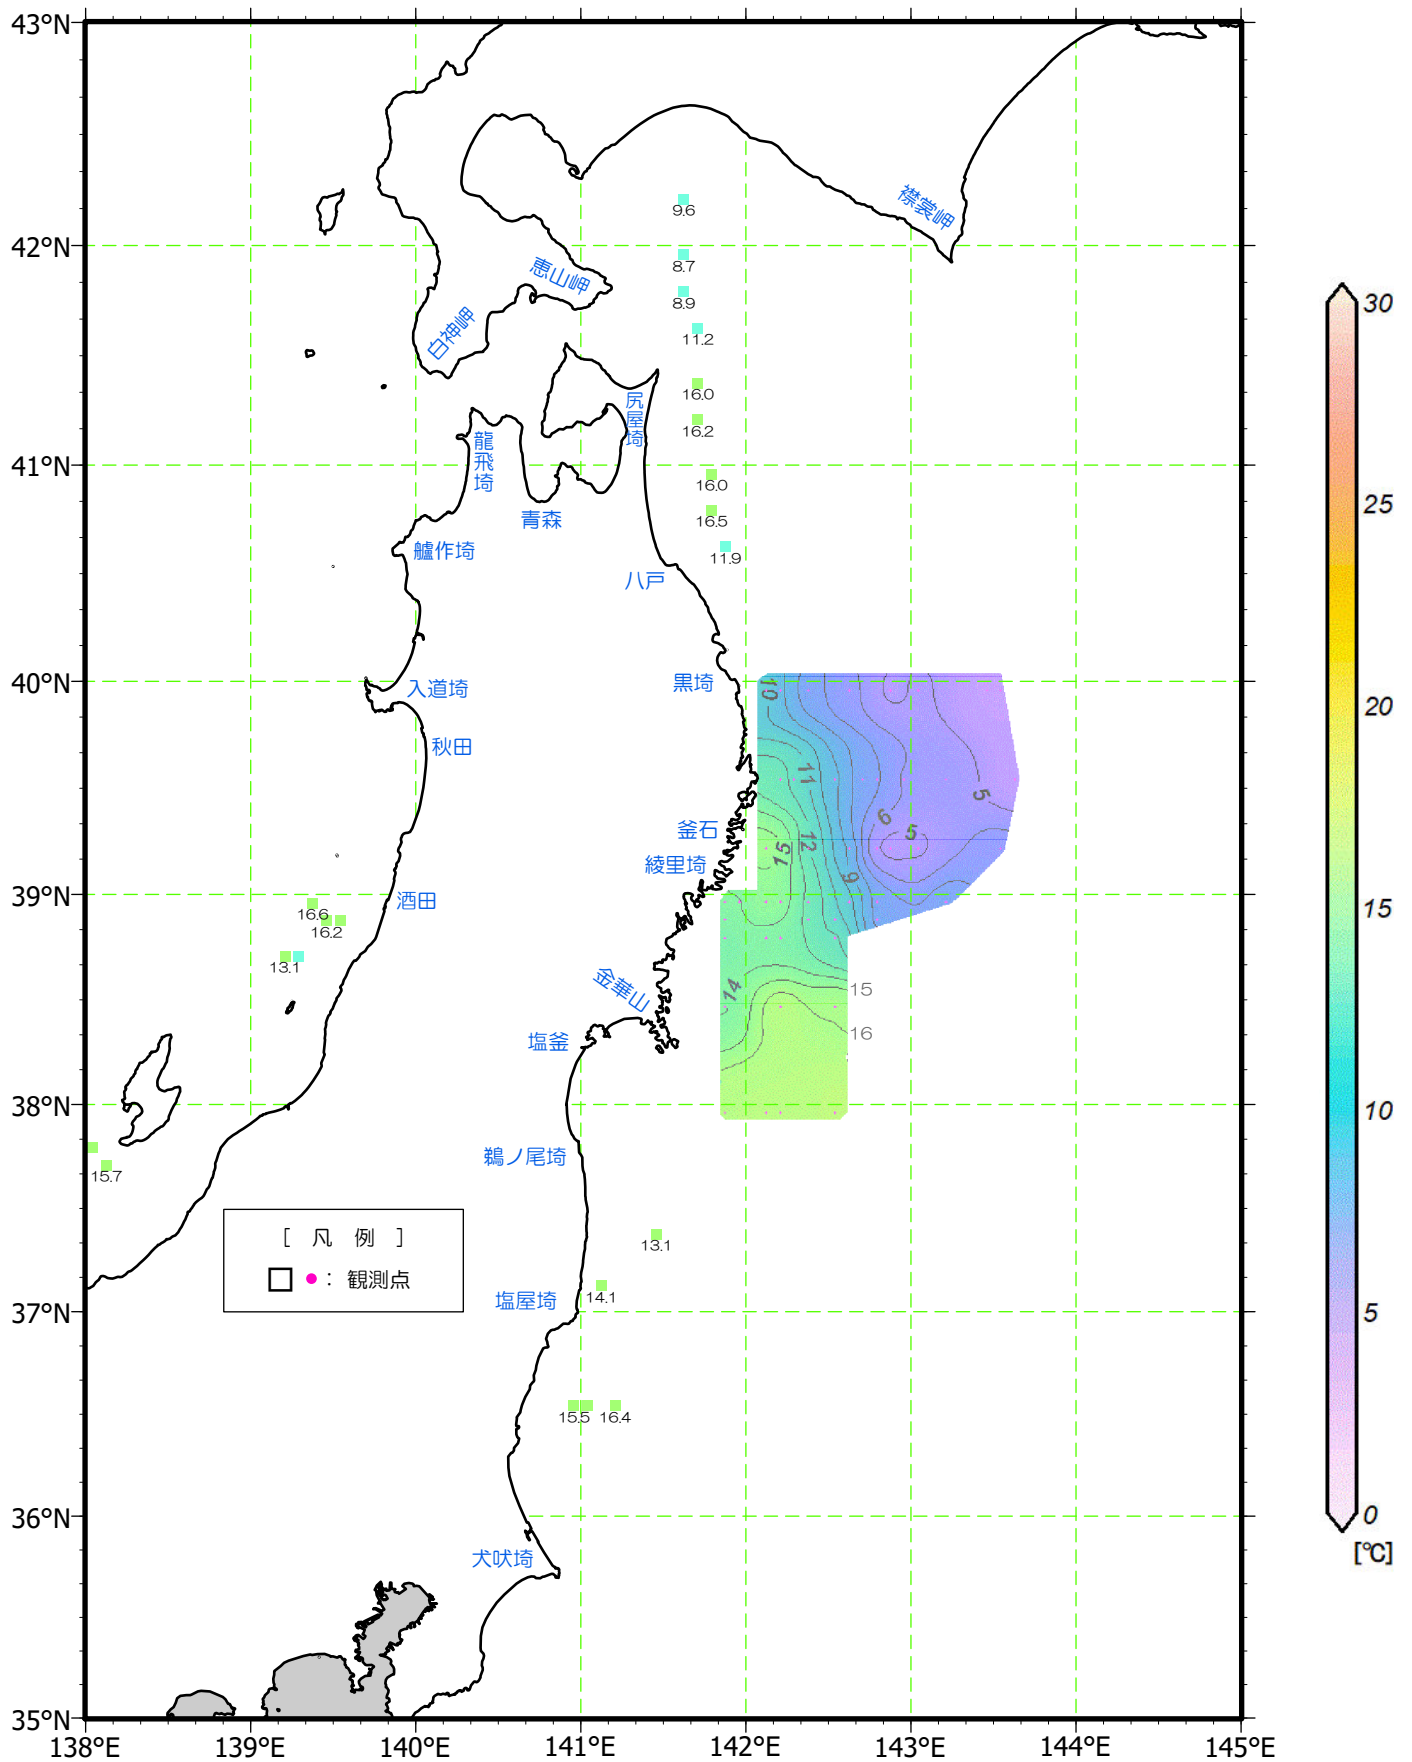 43°N
襟裳岬
9.6
42°N
8.7
恵山岬
8.9
30
白神岬
11.2
16.0
尻屋埼
16.2
龍飛埼
41°N
16.0
25
16.5
青森
艫作埼
11.9
八戸
40°N
入道埼
黒埼
10
20
秋田
11
5
6
釜石
5
12
15
綾里埼
9
39°N
酒田
15
16.6
16.2
13.1
金華山
14
15
塩釜
16
38°N
10
鵜ノ尾埼
15.7
[ 凡 例 ]
13.1
: 観測点
14.1
塩屋埼
37°N
5
15.5
16.4
36°N
0
犬吠埼
[℃]
35°N
138°E
139°E
140°E
141°E
142°E
143°E
144°E
145°E